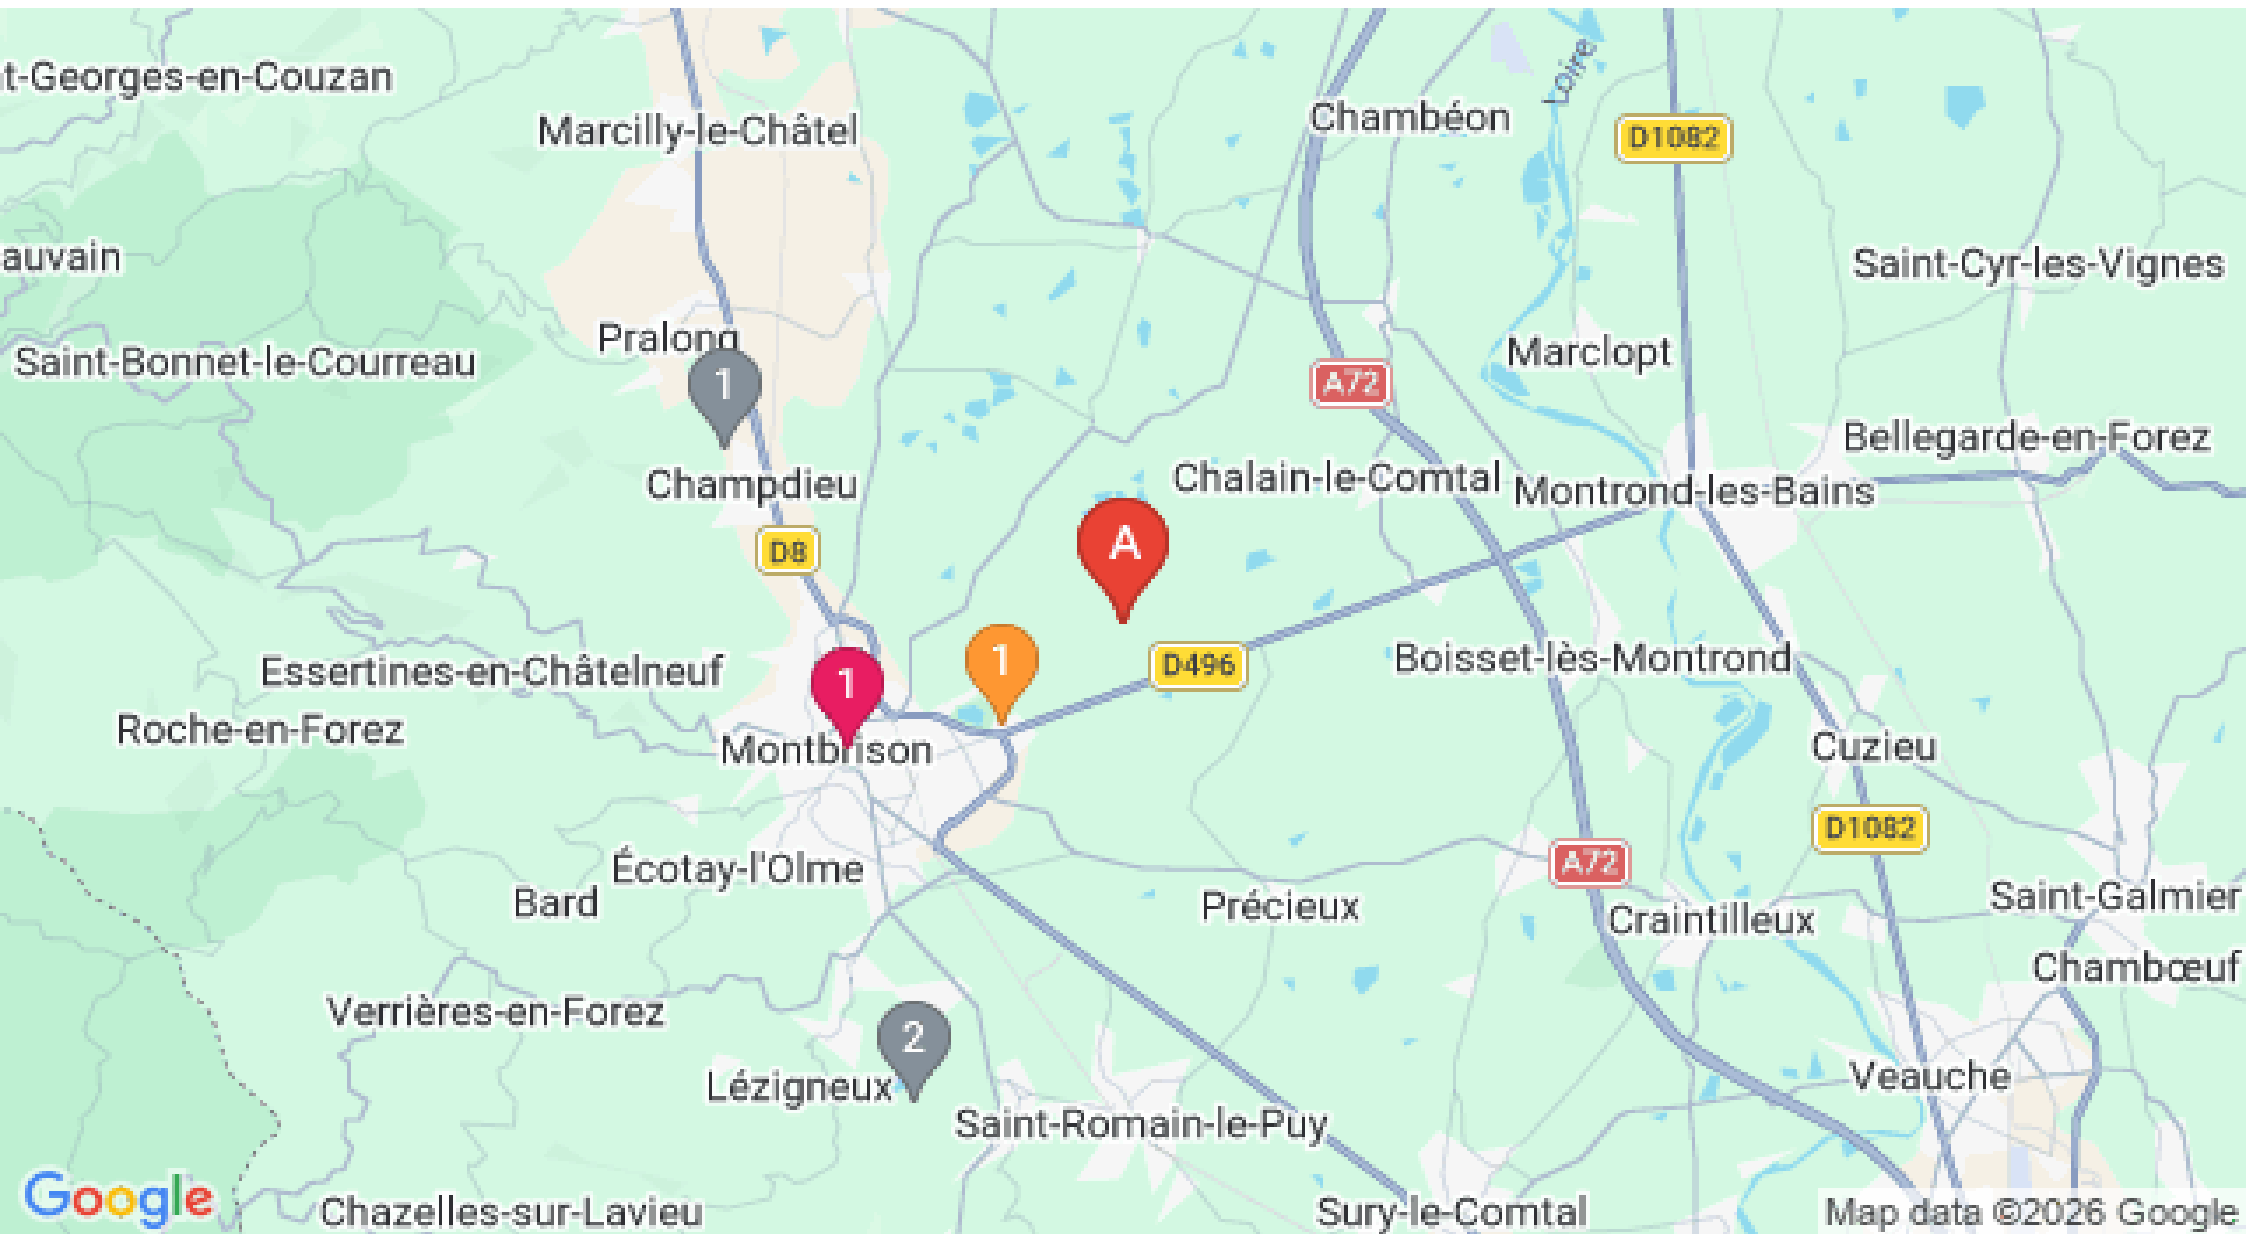 t-Georges-en-Couzan
Loire
Chambéon
Marcilly-le-Châtel
D1082
auvain
Saint-Cyr-les-Vignes
Pralong
Marclopt
Saint-Bonnet-le-Courreau
1
A72
Bellegarde-en-Forez
Champdieu
Chalain-le-Comtal
Montrond-les-Bains
A
D8
Essertines-en-Châtelneuf
1
1
D496
Boisset-lès-Montrond
Roche-en-Forez
Montbrison
Cuzieu
D1082
Écotay-l'Olme
A72
Bard
Précieux
Saint-Galmier
Craintilleux
Chambœuf
Verrières-en-Forez
2
Lézigneux
Veauche
Saint-Romain-le-Puy
Google
Chazelles-sur-Lavieu
Sury-le-Comtal
Map data ©2026 Google